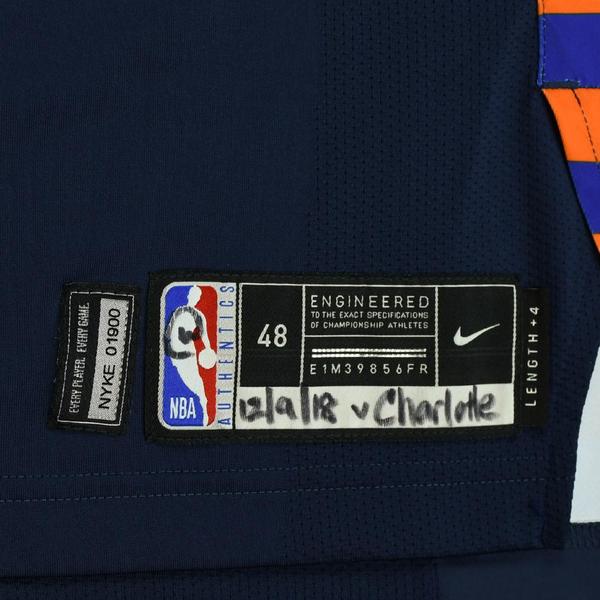 EVERY PLAYER. EVERY GAME.
NYKE 01900
NBA
AUTHENTICS
48
ENGINEERED
TO THE EXACT SPECIFICATIONS
OF CHAMPIONSHIP ATHLETES
E1M39856FR
12/9/18 v Charlotte
LENGTH +4